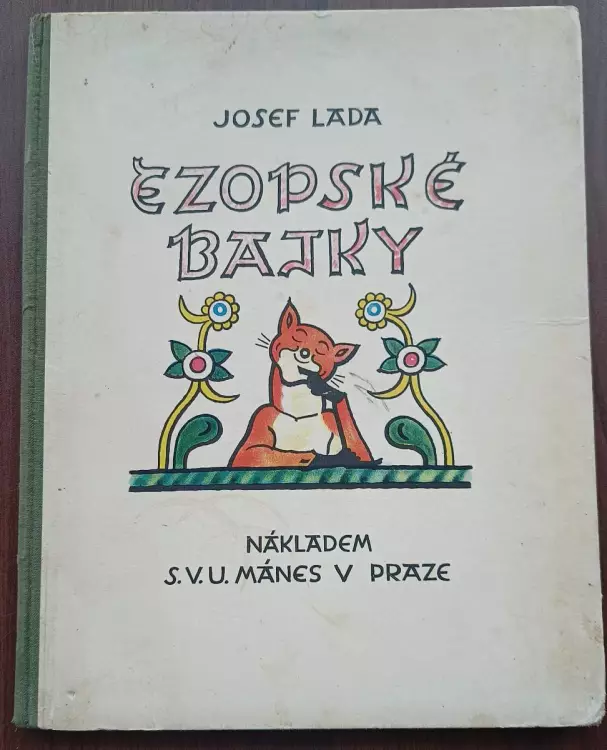 JOSEF LADA
EZOPSKÉ
BAJKY
NÁKLADEM
S.V.U. MÁNES V PRAZE